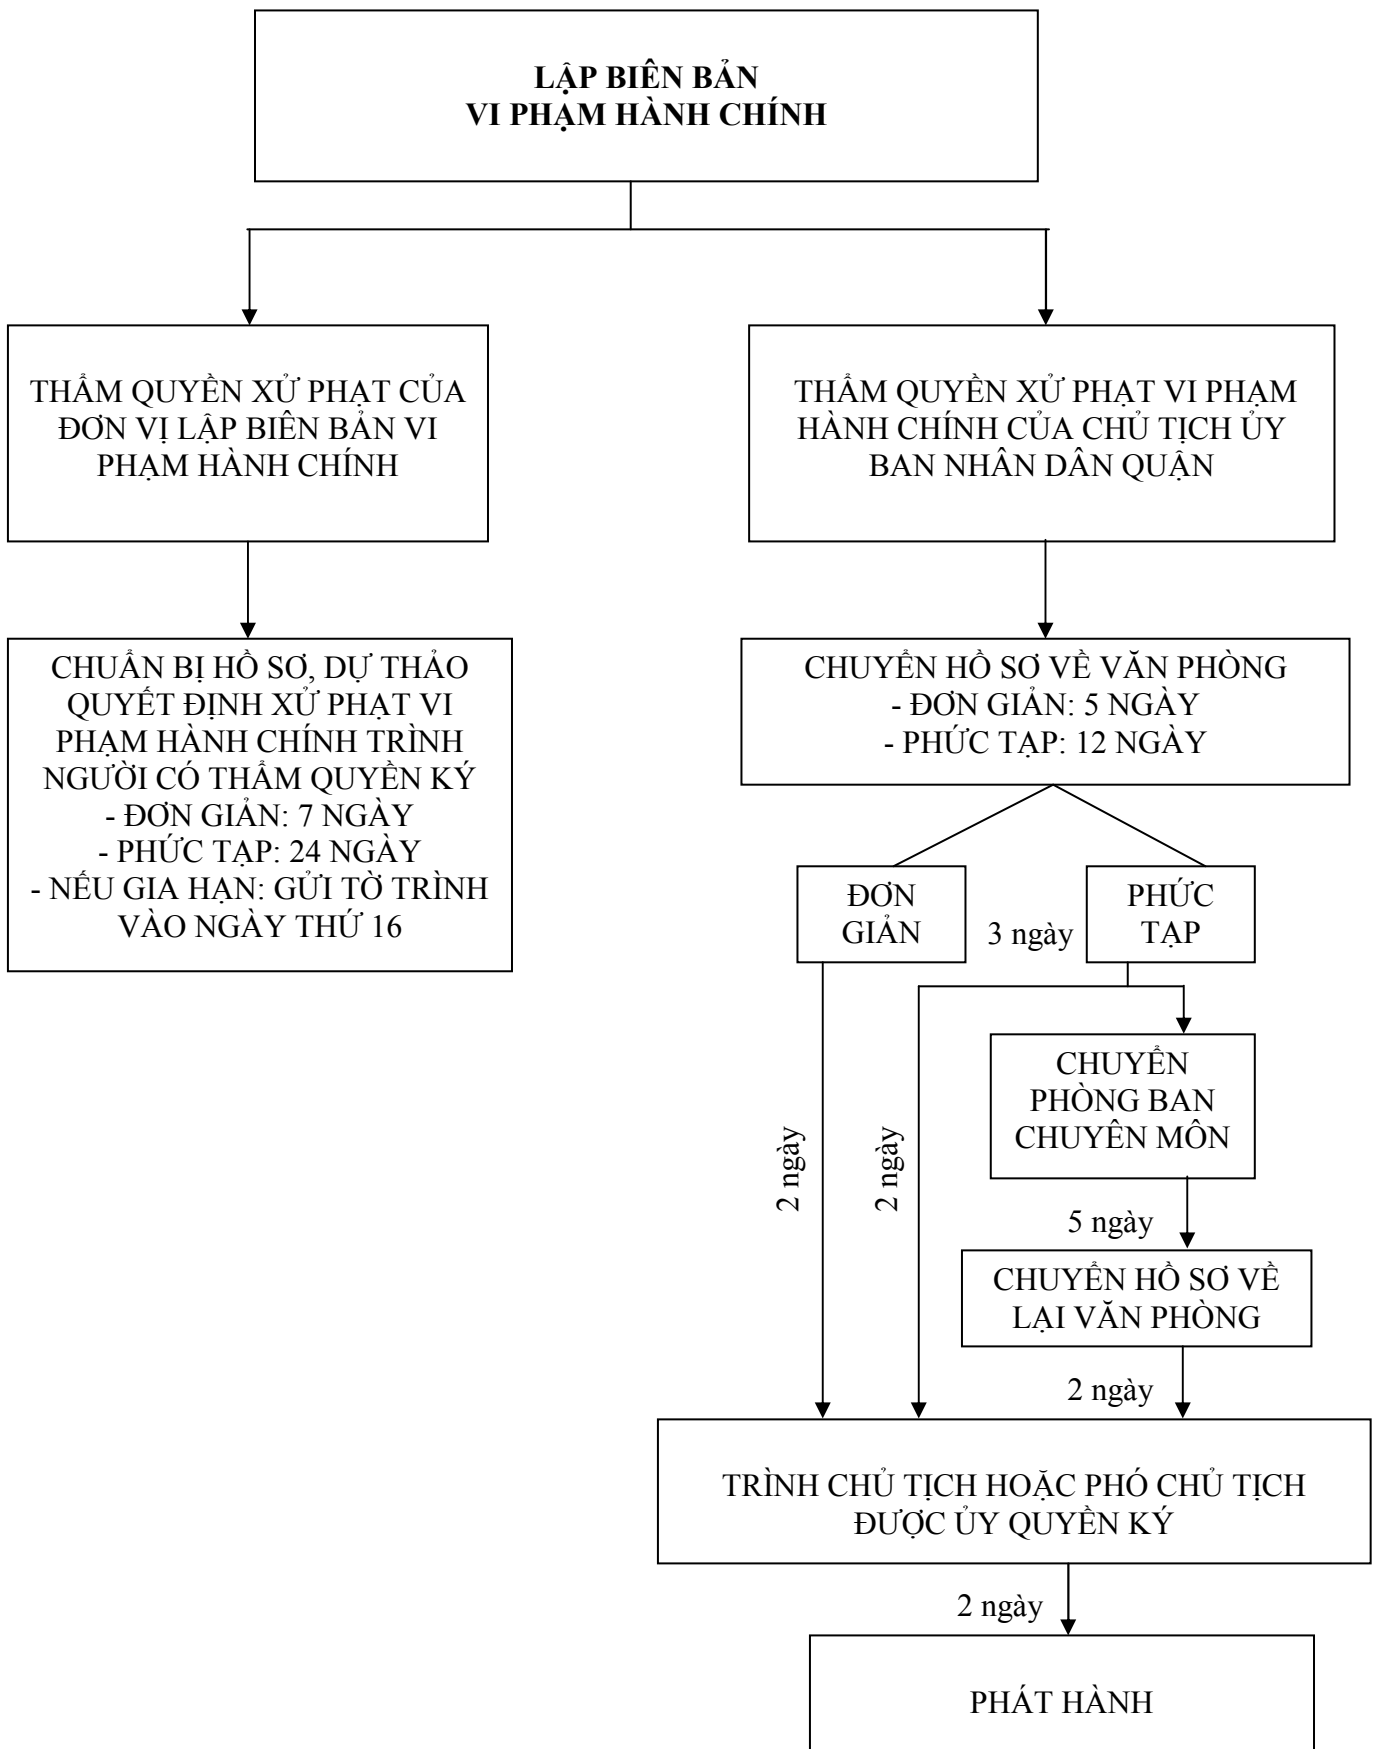 LẬP BIÊN BẢN
VI PHẠM HÀNH CHÍNH
THẨM QUYỀN XỬ PHẠT CỦA
ĐƠN VỊ LẬP BIÊN BẢN VI
PHẠM HÀNH CHÍNH
THẨM QUYỀN XỬ PHẠT VI PHẠM
HÀNH CHÍNH CỦA CHỦ TỊCH ỦY
BAN NHÂN DÂN QUẬN
CHUẨN BỊ HỒ SƠ, DỰ THẢO
QUYẾT ĐỊNH XỬ PHẠT VI
PHẠM HÀNH CHÍNH TRÌNH
NGƯỜI CÓ THẨM QUYỀN KÝ
- ĐƠN GIẢN: 7 NGÀY
- PHỨC TẠP: 24 NGÀY
- NẾU GIA HẠN: GỬI TỜ TRÌNH
VÀO NGÀY THỨ 16
CHUYỂN HỒ SƠ VỀ VĂN PHÒNG
- ĐƠN GIẢN: 5 NGÀY
- PHỨC TẠP: 12 NGÀY
ĐƠN
GIẢN
3 ngày
PHỨC
TẠP
2 ngày
2 ngày
CHUYỂN
PHÒNG BAN
CHUYÊN MÔN
5 ngày
CHUYỂN HỒ SƠ VỀ
LẠI VĂN PHÒNG
2 ngày
TRÌNH CHỦ TỊCH HOẶC PHÓ CHỦ TỊCH
ĐƯỢC ỦY QUYỀN KÝ
2 ngày
PHÁT HÀNH